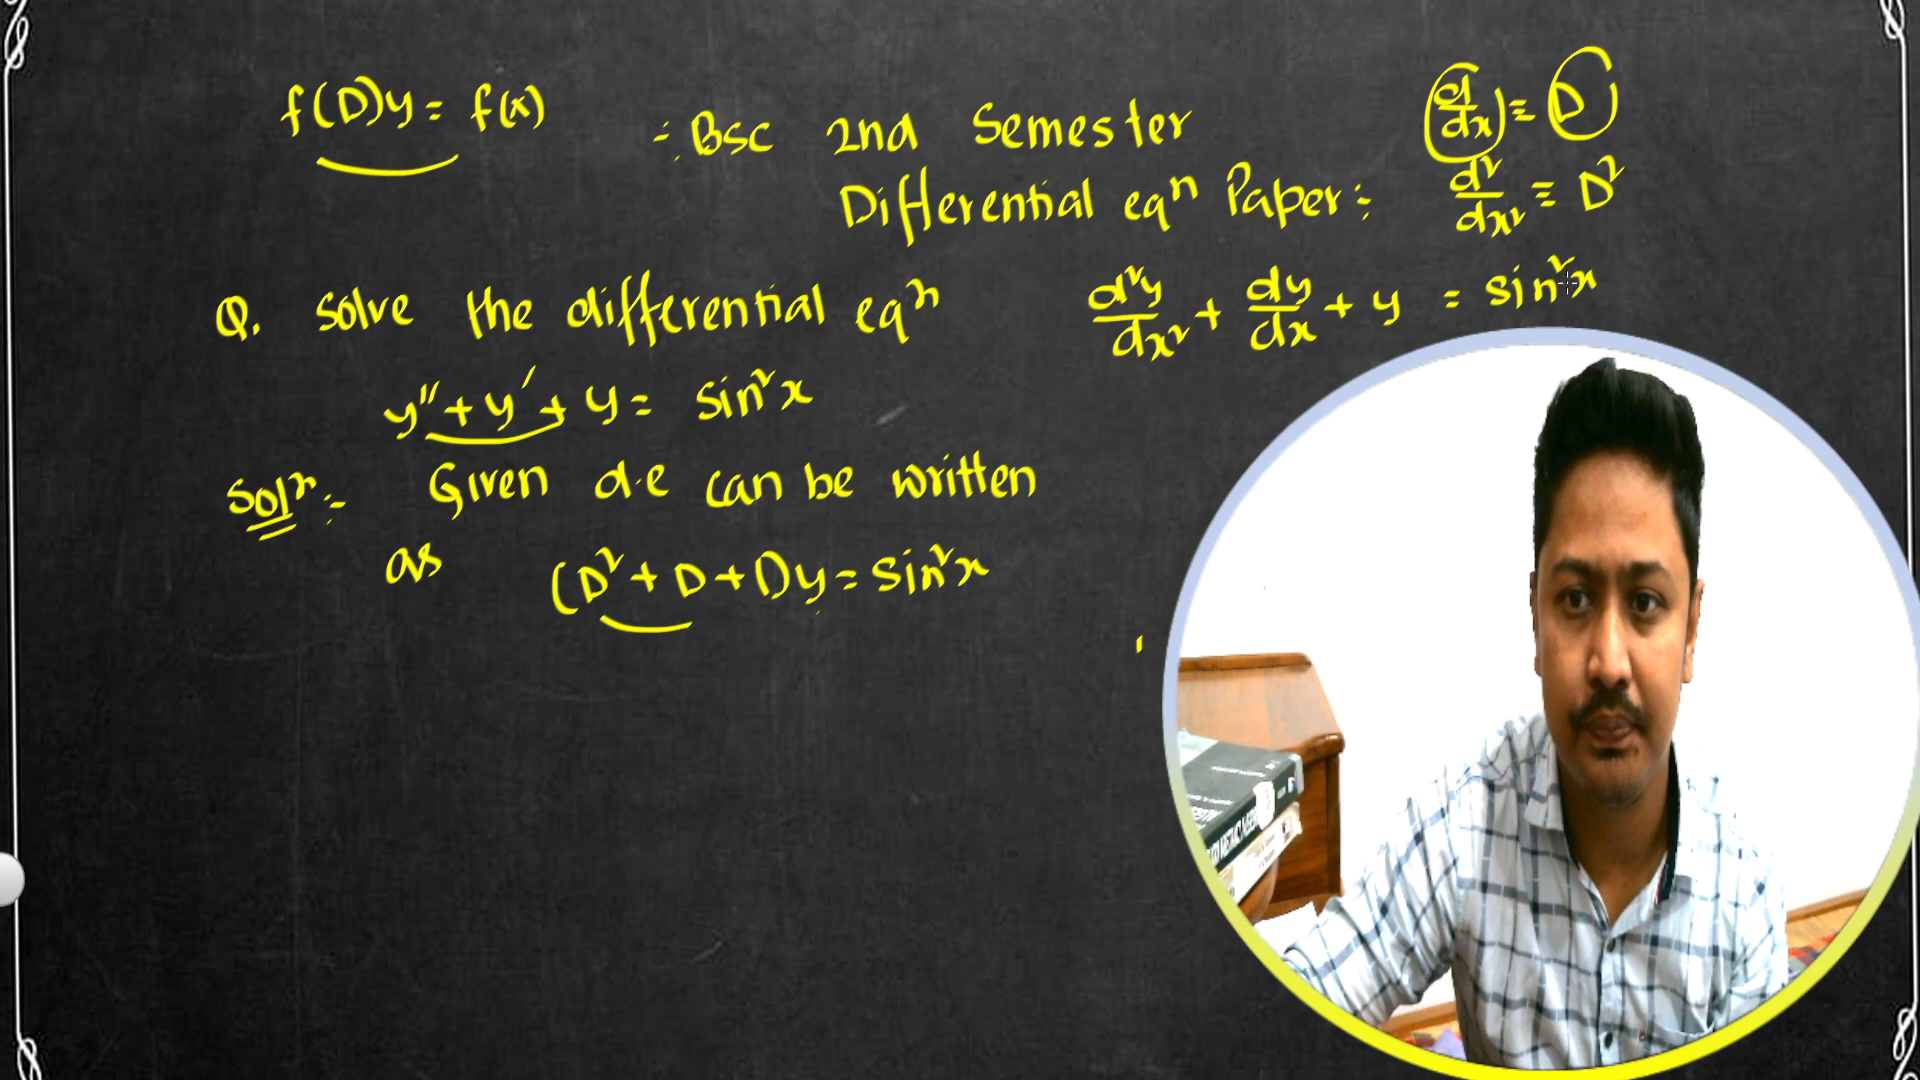 f(D)y = f(x)
:- Bsc 2nd Semester
Differential eqⁿ Paper :-
d/dx ≡ D
d²/dx² ≡ D²
Q. Solve the differential eqⁿ
d²y/dx² + dy/dx + y = sin²x
y'' + y' + y = sin²x
Solⁿ :- Given d.e can be written
as (D² + D + 1)y = sin²x